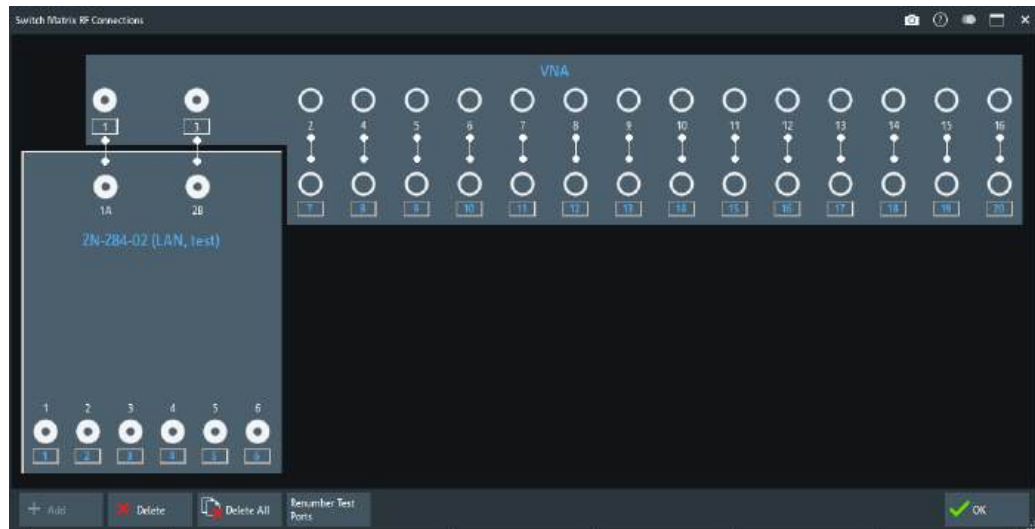 Switch Matrix RF Connections
VNA
1 3 2 4 5 6 7 8 9 10 11 12 13 14 15 16
1A 2B 7 8 9 10 11 12 13 14 15 16 17 18 19 20
ZN-Z84-02 (LAN, test)
1 2 3 4 5 6
1 2 3 4 5 6
+ Add Delete Delete All Renumber Test
Ports
OK